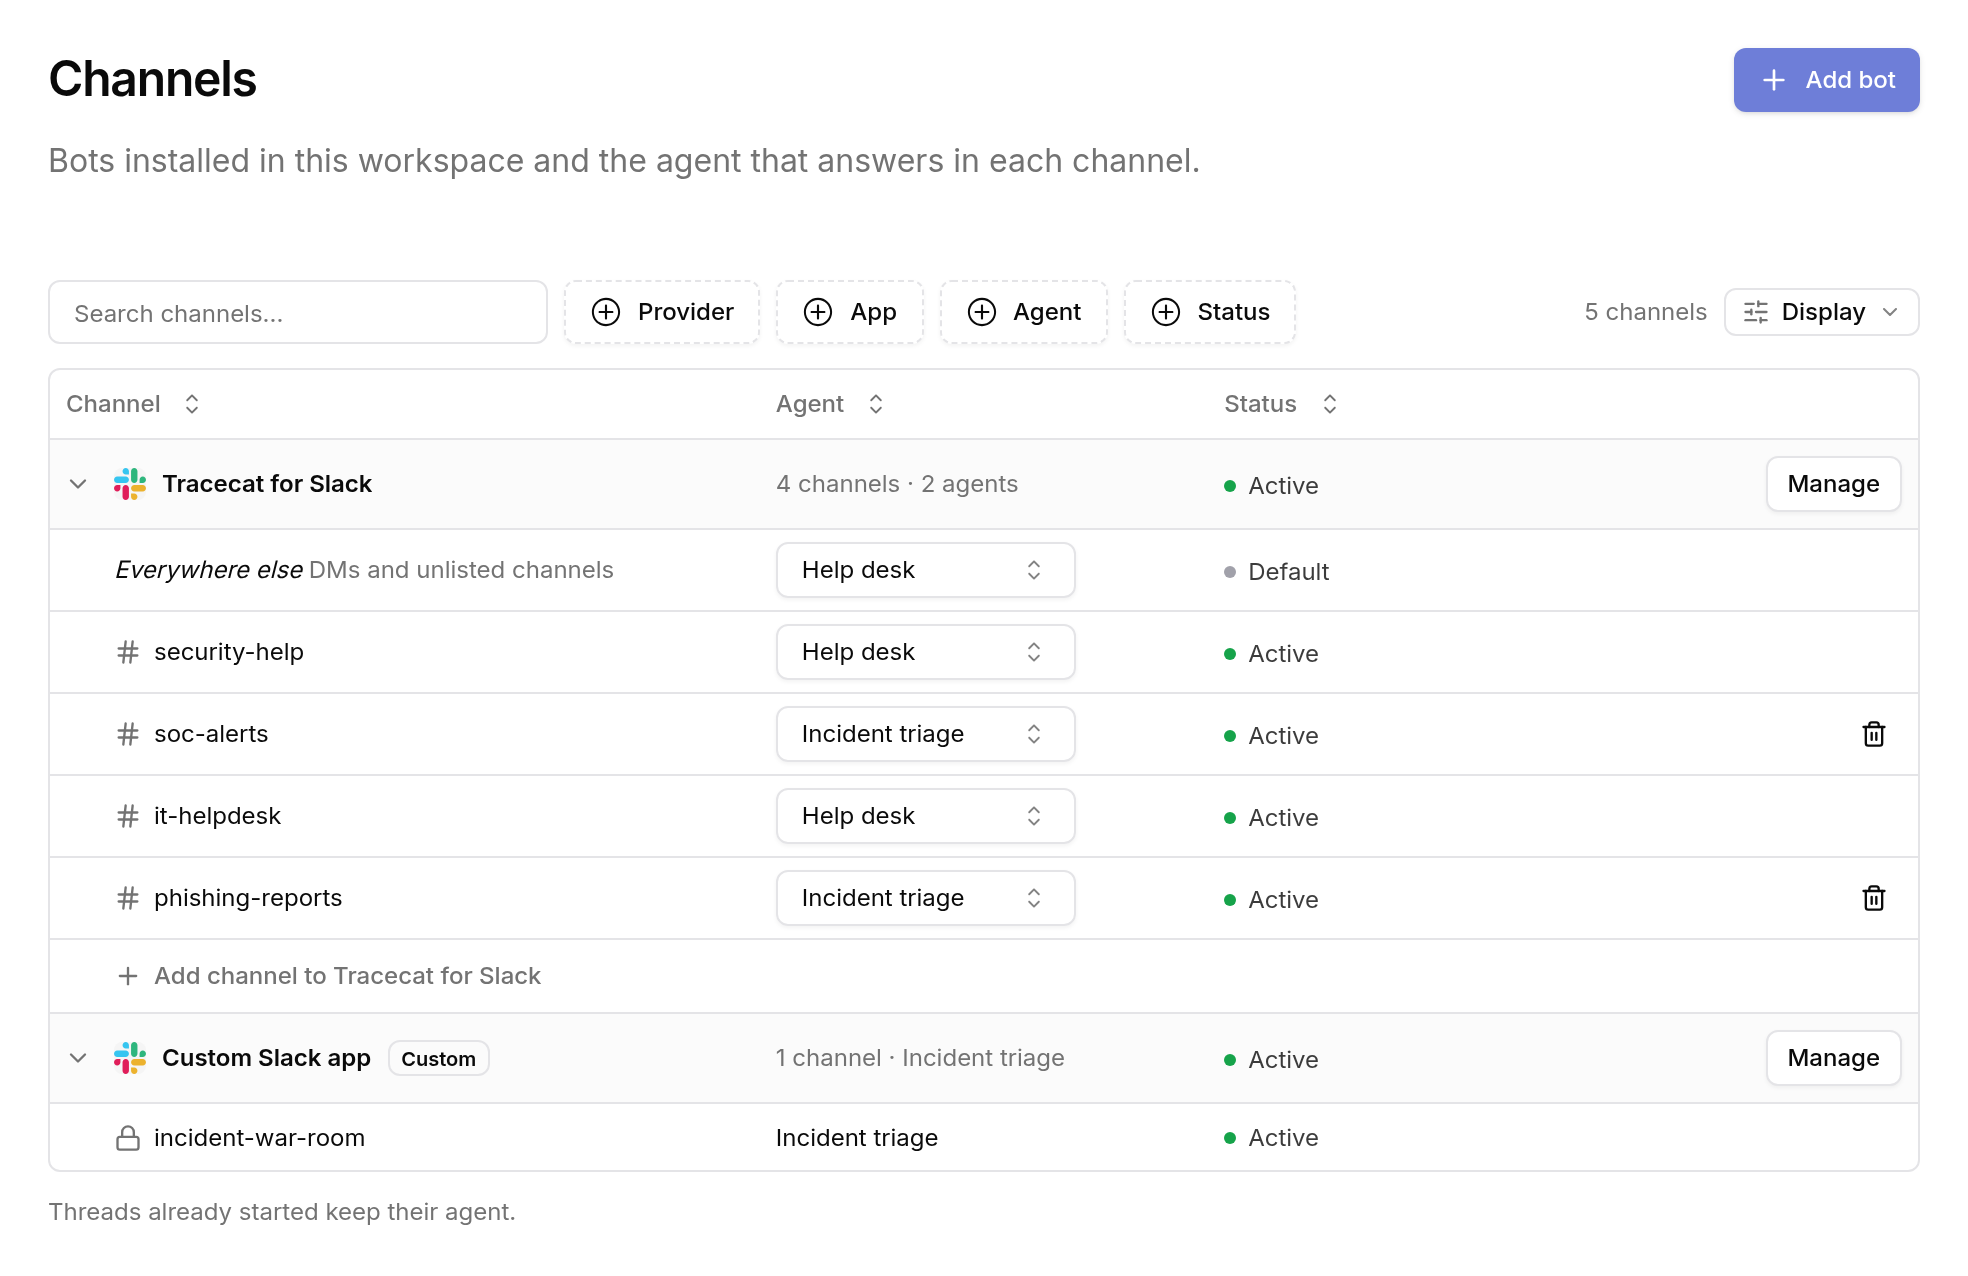 Channels
Add bot
Bots installed in this workspace and the agent that answers in each channel.
Search channels...
Provider
App
Agent
Status
5 channels
Display
Channel
Agent
Status
Tracecat for Slack
4 channels · 2 agents
Active
Manage
Everywhere else DMs and unlisted channels
Help desk
Default
security-help
Help desk
Active
soc-alerts
Incident triage
Active
it-helpdesk
Help desk
Active
phishing-reports
Incident triage
Active
Add channel to Tracecat for Slack
Custom Slack app
Custom
1 channel · Incident triage
Active
Manage
incident-war-room
Incident triage
Active
Threads already started keep their agent.